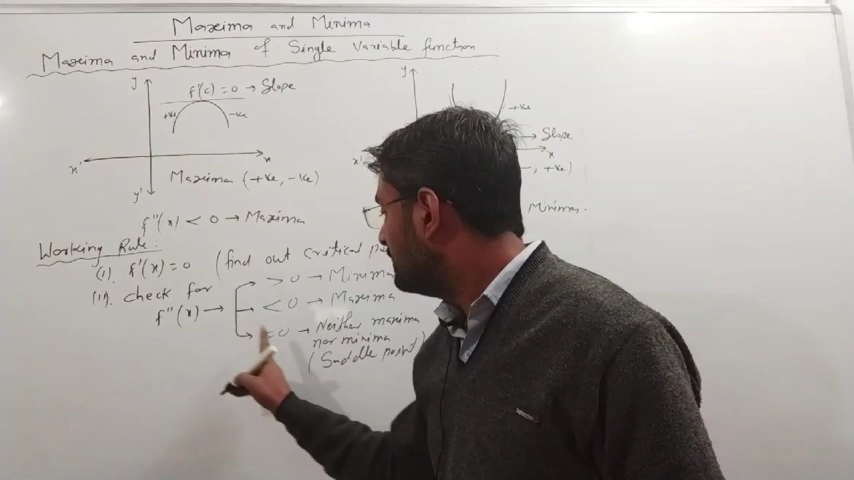 Maxima and Minima
Maxima and Minima of Single Variable function
y
f'(c) = 0 → Slope
+ve
-ve
x'
x
y'
Maxima (+ve, -ve)
f''(x) < 0 → Maxima
y
+ve
→ Slope
x
x'
, +ve)
Minima.
Working Rule:
(i). f'(x) = 0 (find out critical
(ii). Check for
f''(x) →
> 0 → Minima
< 0 → Maxima
= 0 → Neither maxima
nor minima
(Saddle point)